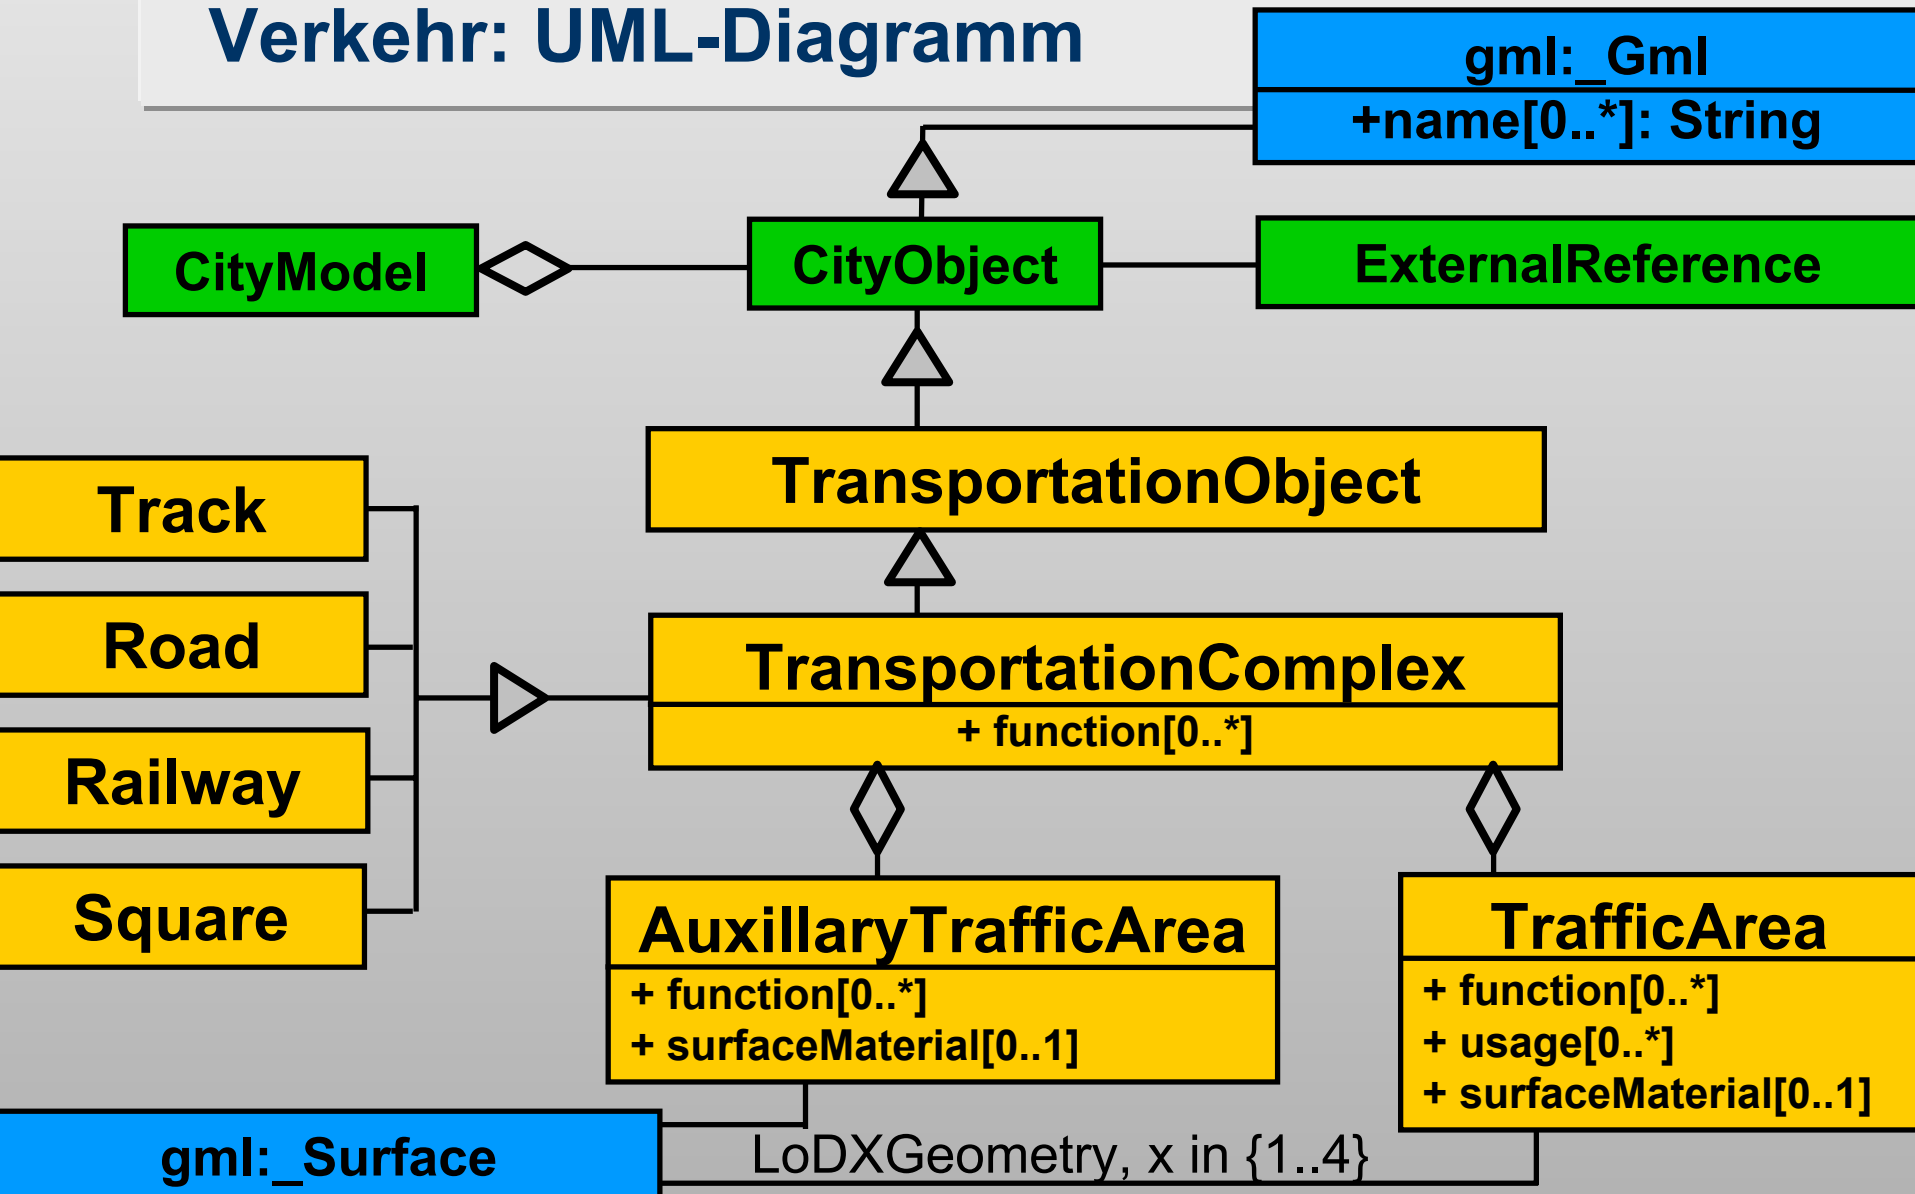 Verkehr: UML-Diagramm
gml:_Gml
+name[0..*]: String
CityModel
CityObject
ExternalReference
TransportationObject
Track
Road
Railway
Square
TransportationComplex
+ function[0..*]
AuxillaryTrafficArea
+ function[0..*]
+ surfaceMaterial[0..1]
TrafficArea
+ function[0..*]
+ usage[0..*]
+ surfaceMaterial[0..1]
gml:_Surface
LoDXGeometry, x in {1..4}